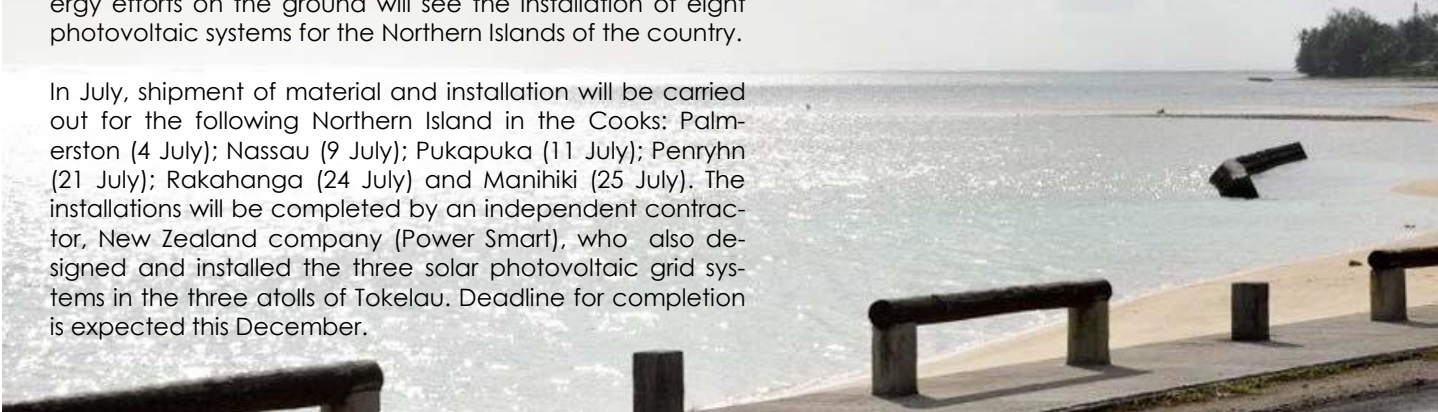 ergy efforts on the ground will see the installation of eight
photovoltaic systems for the Northern Islands of the country.
In July, shipment of material and installation will be carried
out for the following Northern Island in the Cooks: Palm-
erston (4 July); Nassau (9 July); Pukapuka (11 July); Penryhn
(21 July); Rakahanga (24 July) and Manihiki (25 July). The
installations will be completed by an independent contrac-
tor, New Zealand company (Power Smart), who also de-
signed and installed the three solar photovoltaic grid sys-
tems in the three atolls of Tokelau. Deadline for completion
is expected this December.